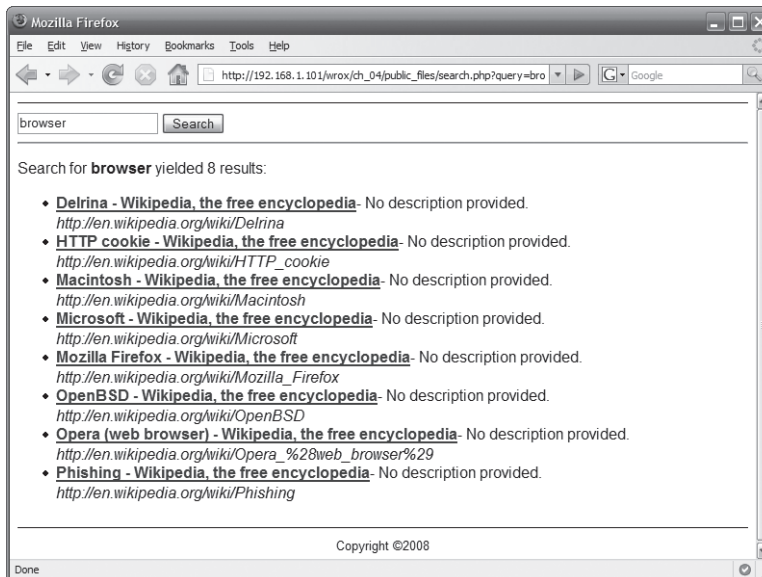 Mozilla Firefox
File Edit View History Bookmarks Tools Help
http://192.168.1.101/wrox/ch_04/public_files/search.php?query=bro
G Google
browser Search
Search for browser yielded 8 results:
Delrina - Wikipedia, the free encyclopedia- No description provided.
http://en.wikipedia.org/wiki/Delrina
HTTP cookie - Wikipedia, the free encyclopedia- No description provided.
http://en.wikipedia.org/wiki/HTTP_cookie
Macintosh - Wikipedia, the free encyclopedia- No description provided.
http://en.wikipedia.org/wiki/Macintosh
Microsoft - Wikipedia, the free encyclopedia- No description provided.
http://en.wikipedia.org/wiki/Microsoft
Mozilla Firefox - Wikipedia, the free encyclopedia- No description provided.
http://en.wikipedia.org/wiki/Mozilla_Firefox
OpenBSD - Wikipedia, the free encyclopedia- No description provided.
http://en.wikipedia.org/wiki/OpenBSD
Opera (web browser) - Wikipedia, the free encyclopedia- No description provided.
http://en.wikipedia.org/wiki/Opera_%28web_browser%29
Phishing - Wikipedia, the free encyclopedia- No description provided.
http://en.wikipedia.org/wiki/Phishing
Copyright ©2008
Done